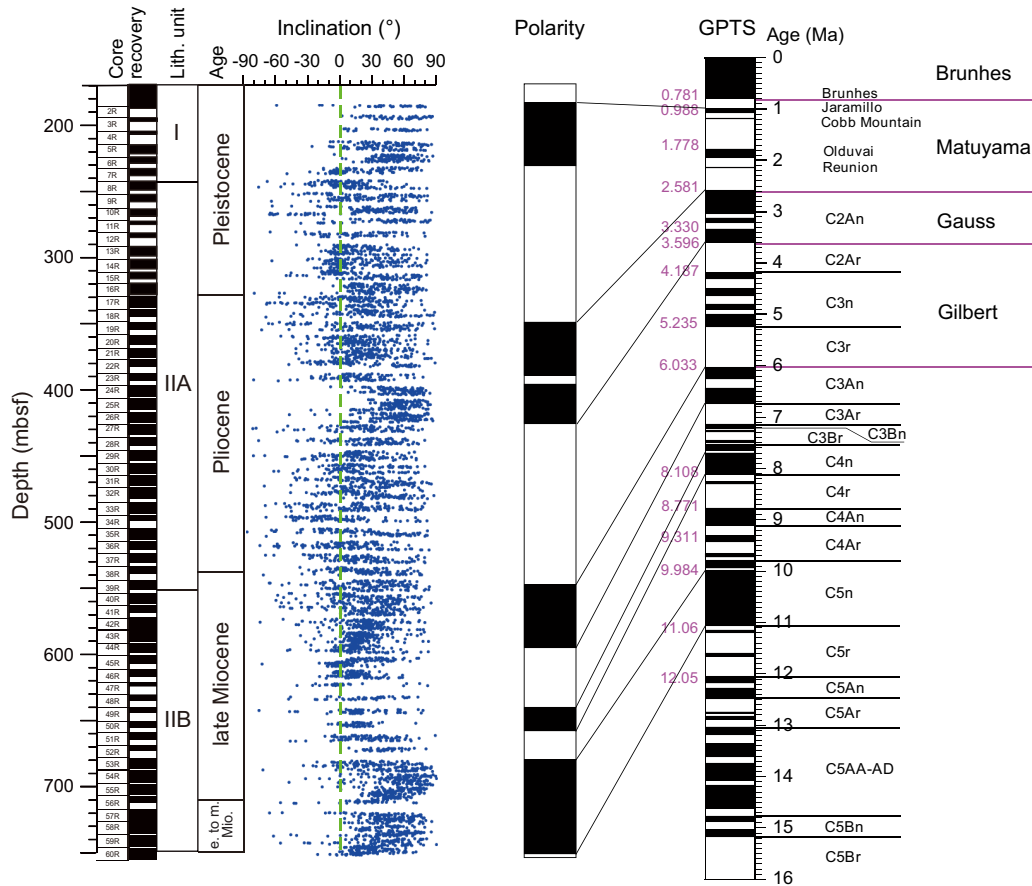 Core
recovery
Lith. unit
Age
Inclination (°)
-90 -60 -30 0 30 60 90
Polarity
GPTS
Age (Ma)
Depth (mbsf)
200
300
400
500
600
700
2R
3R
4R
5R
6R
7R
8R
9R
10R
11R
12R
13R
14R
15R
16R
17R
18R
19R
20R
21R
22R
23R
24R
25R
26R
27R
28R
29R
30R
31R
32R
33R
34R
35R
36R
37R
38R
39R
40R
41R
42R
43R
44R
45R
46R
47R
48R
49R
50R
51R
52R
53R
54R
55R
56R
57R
58R
59R
60R
I
IIA
IIB
Pleistocene
Pliocene
late Miocene
e. to m.
Mio.
0.781
0.988
1.778
2.581
3.330
3.596
4.187
5.235
6.033
8.108
8.771
9.311
9.984
11.06
12.05
0
1
2
3
4
5
6
7
8
9
10
11
12
13
14
15
16
Brunhes
Jaramillo
Cobb Mountain
Olduvai
Reunion
C2An
C2Ar
C3n
C3r
C3An
C3Ar
C3Br
C3Bn
C4n
C4r
C4An
C4Ar
C5n
C5r
C5An
C5Ar
C5AA-AD
C5Bn
C5Br
Brunhes
Matuyama
Gauss
Gilbert